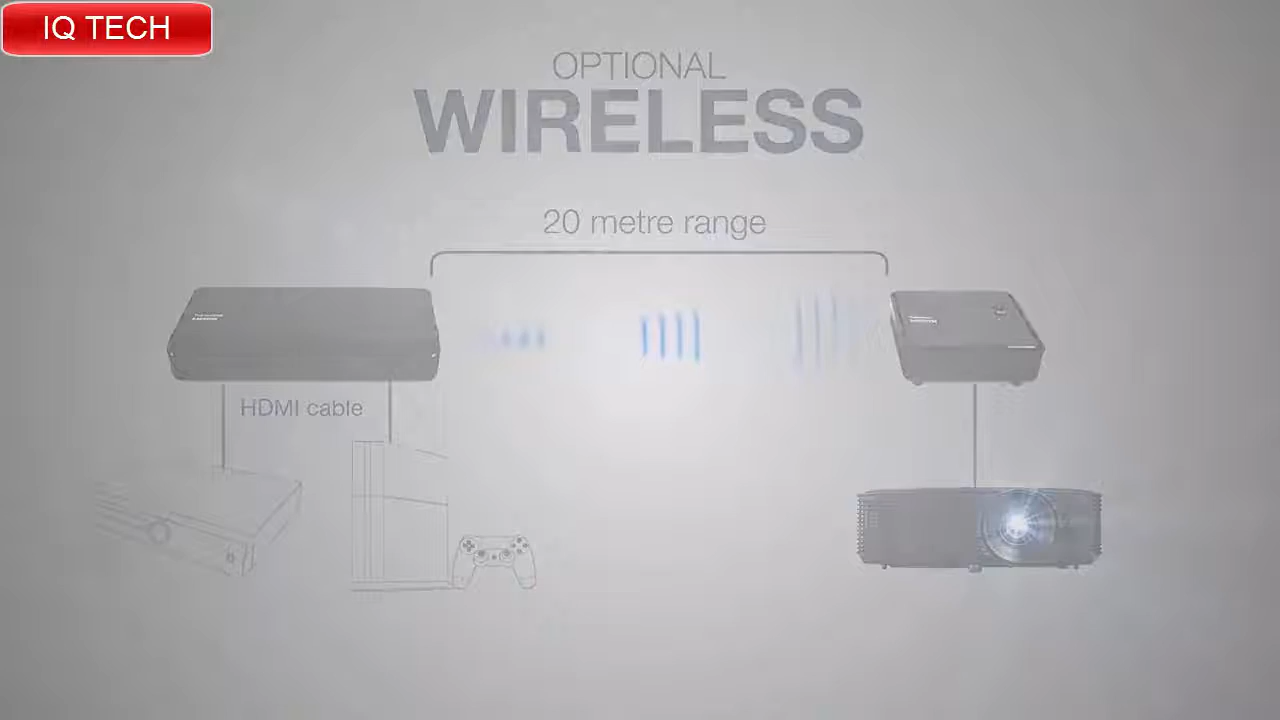 IQ TECH
OPTIONAL
WIRELESS
20 metre range
HDMI cable